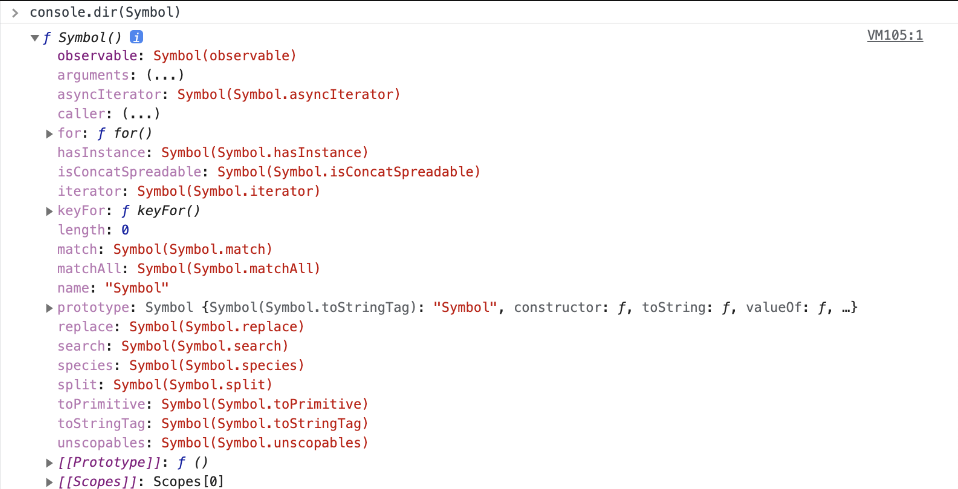 > console.dir(Symbol)
▼ƒ Symbol() i VM105:1
observable: Symbol(observable)
arguments: (...)
asyncIterator: Symbol(Symbol.asyncIterator)
caller: (...)
▶for: ƒ for()
hasInstance: Symbol(Symbol.hasInstance)
isConcatSpreadable: Symbol(Symbol.isConcatSpreadable)
iterator: Symbol(Symbol.iterator)
▶keyFor: ƒ keyFor()
length: 0
match: Symbol(Symbol.match)
matchAll: Symbol(Symbol.matchAll)
name: "Symbol"
▶prototype: Symbol {Symbol(Symbol.toStringTag): "Symbol", constructor: ƒ, toString: ƒ, valueOf: ƒ, …}
replace: Symbol(Symbol.replace)
search: Symbol(Symbol.search)
species: Symbol(Symbol.species)
split: Symbol(Symbol.split)
toPrimitive: Symbol(Symbol.toPrimitive)
toStringTag: Symbol(Symbol.toStringTag)
unscopables: Symbol(Symbol.unscopables)
▶[[Prototype]]: ƒ ()
▶[[Scopes]]: Scopes[0]